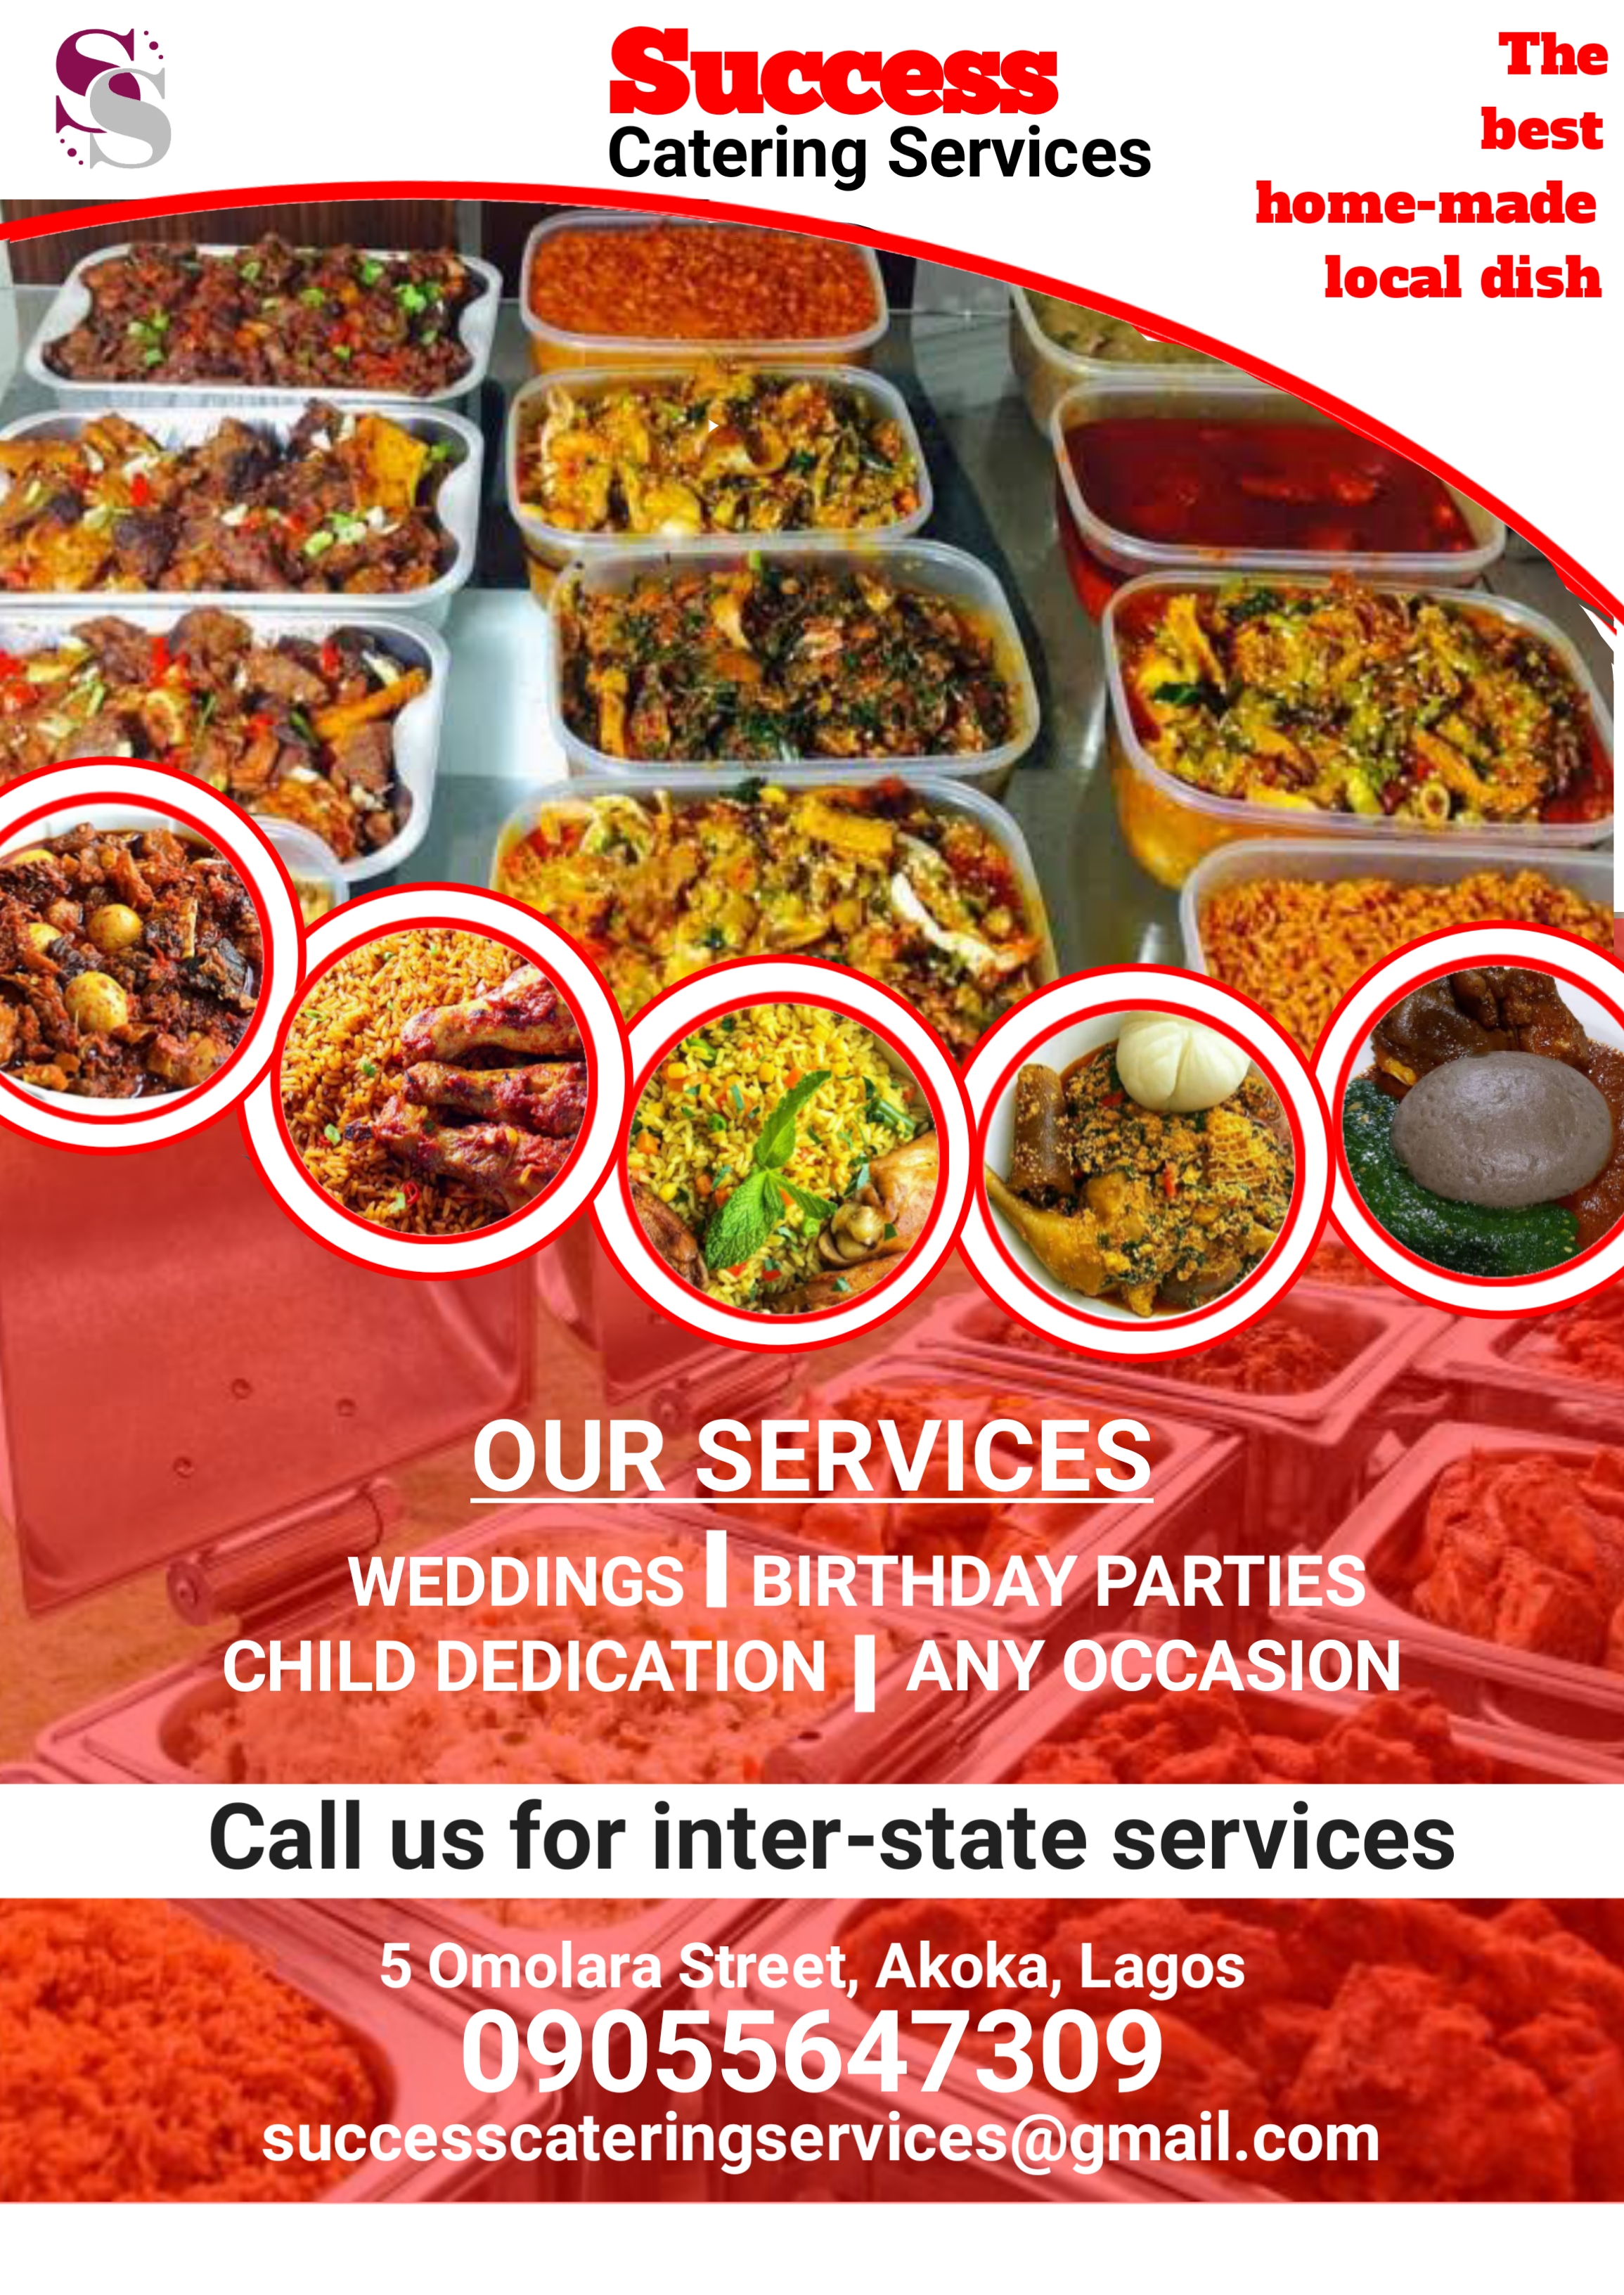 SS
Success
Catering Services
The
best
home-made
local dish
OUR SERVICES
WEDDINGS | BIRTHDAY PARTIES
CHILD DEDICATION | ANY OCCASION
Call us for inter-state services
5 Omolara Street, Akoka, Lagos
09055647309
successcateringservices@gmail.com